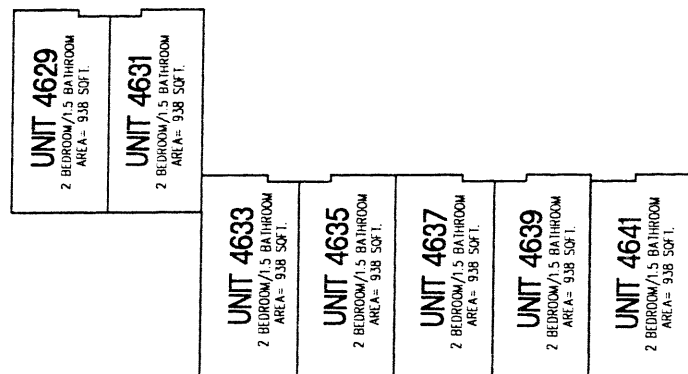 UNIT 4629
2 BEDROOM/1.5 BATHROOM
AREA= 938 SQFT.
UNIT 4631
2 BEDROOM/1.5 BATHROOM
AREA= 938 SQFT.
UNIT 4633
2 BEDROOM/1.5 BATHROOM
AREA= 938 SQFT.
UNIT 4635
2 BEDROOM/1.5 BATHROOM
AREA= 938 SQFT.
UNIT 4637
2 BEDROOM/1.5 BATHROOM
AREA= 938 SQFT.
UNIT 4639
2 BEDROOM/1.5 BATHROOM
AREA= 938 SQFT.
UNIT 4641
2 BEDROOM/1.5 BATHROOM
AREA= 938 SQFT.